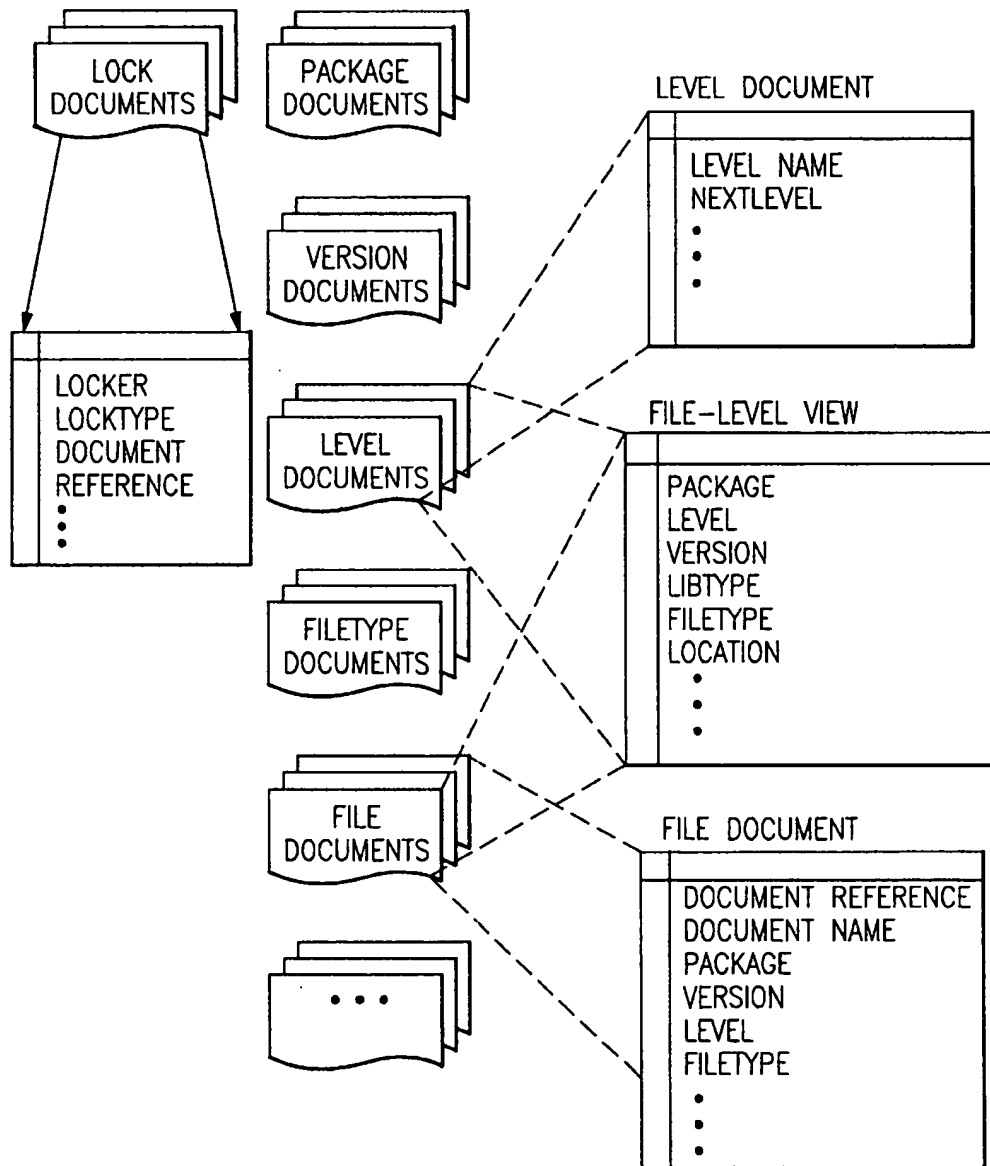 LOCK
DOCUMENTS
PACKAGE
DOCUMENTS
VERSION
DOCUMENTS
LOCKER
LOCKTYPE
DOCUMENT
REFERENCE
LEVEL
DOCUMENTS
FILETYPE
DOCUMENTS
FILE
DOCUMENTS
LEVEL DOCUMENT
LEVEL NAME
NEXTLEVEL
FILE-LEVEL VIEW
PACKAGE
LEVEL
VERSION
LIBTYPE
FILETYPE
LOCATION
FILE DOCUMENT
DOCUMENT REFERENCE
DOCUMENT NAME
PACKAGE
VERSION
LEVEL
FILETYPE